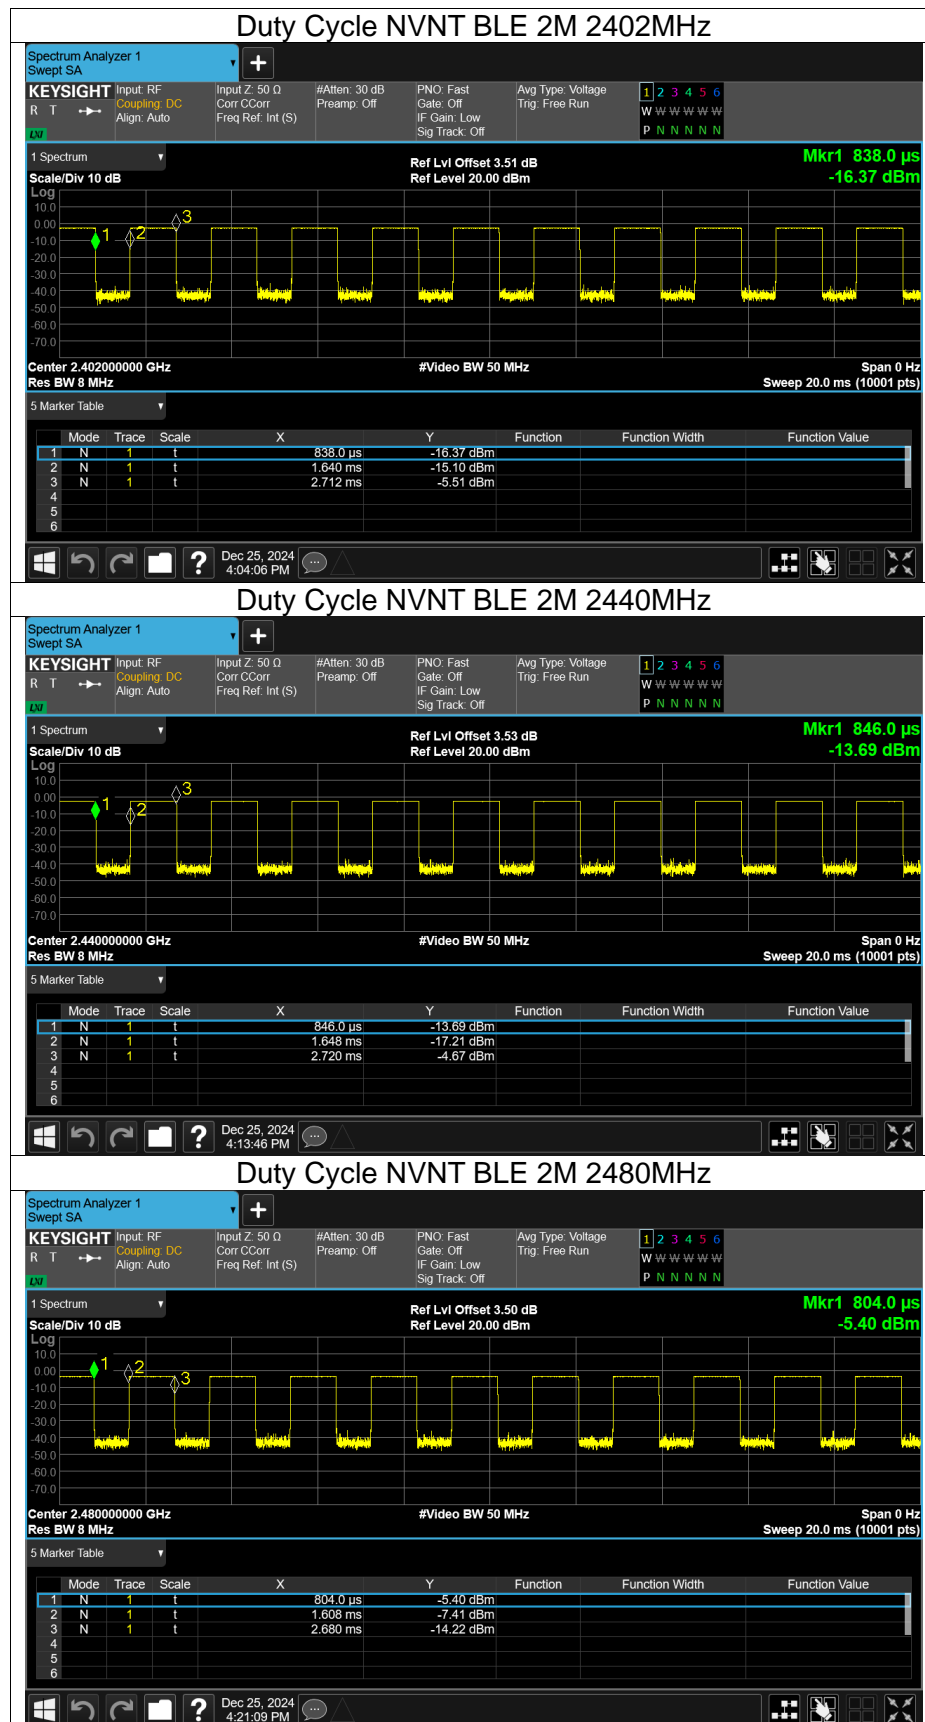 Duty Cycle NVNT BLE 2M 2402MHz
Spectrum Analyzer 1
Swept SA
+
KEYSIGHT Input: RF Input Z: 50 Ω #Atten: 30 dB PNO: Fast Avg Type: Voltage 1 2 3 4 5 6
R T Coupling: DC Corr CCorr Preamp: Off Gate: Off Trig: Free Run W W W W W W
Align: Auto Freq Ref: Int (S) IF Gain: Low
LXI Sig Track: Off P N N N N N
1 Spectrum Ref Lvl Offset 3.51 dB Mkr1 838.0 µs
Scale/Div 10 dB Ref Level 20.00 dBm -16.37 dBm
Log
10.0
0.00
-10.0
-20.0
-30.0
-40.0
-50.0
-60.0
-70.0
1 2 3
Center 2.402000000 GHz #Video BW 50 MHz Span 0 Hz
Res BW 8 MHz Sweep 20.0 ms (10001 pts)
5 Marker Table
Mode Trace Scale X Y Function Function Width Function Value
1 N 1 t 838.0 µs -16.37 dBm
2 N 1 t 1.640 ms -15.10 dBm
3 N 1 t 2.712 ms -5.51 dBm
4
5
6
? Dec 25, 2024
4:04:06 PM
Duty Cycle NVNT BLE 2M 2440MHz
Spectrum Analyzer 1
Swept SA
+
KEYSIGHT Input: RF Input Z: 50 Ω #Atten: 30 dB PNO: Fast Avg Type: Voltage 1 2 3 4 5 6
R T Coupling: DC Corr CCorr Preamp: Off Gate: Off Trig: Free Run W W W W W W
Align: Auto Freq Ref: Int (S) IF Gain: Low
LXI Sig Track: Off P N N N N N
1 Spectrum Ref Lvl Offset 3.53 dB Mkr1 846.0 µs
Scale/Div 10 dB Ref Level 20.00 dBm -13.69 dBm
Log
10.0
0.00
-10.0
-20.0
-30.0
-40.0
-50.0
-60.0
-70.0
1 2 3
Center 2.440000000 GHz #Video BW 50 MHz Span 0 Hz
Res BW 8 MHz Sweep 20.0 ms (10001 pts)
5 Marker Table
Mode Trace Scale X Y Function Function Width Function Value
1 N 1 t 846.0 µs -13.69 dBm
2 N 1 t 1.648 ms -17.21 dBm
3 N 1 t 2.720 ms -4.67 dBm
4
5
6
? Dec 25, 2024
4:13:46 PM
Duty Cycle NVNT BLE 2M 2480MHz
Spectrum Analyzer 1
Swept SA
+
KEYSIGHT Input: RF Input Z: 50 Ω #Atten: 30 dB PNO: Fast Avg Type: Voltage 1 2 3 4 5 6
R T Coupling: DC Corr CCorr Preamp: Off Gate: Off Trig: Free Run W W W W W W
Align: Auto Freq Ref: Int (S) IF Gain: Low
LXI Sig Track: Off P N N N N N
1 Spectrum Ref Lvl Offset 3.50 dB Mkr1 804.0 µs
Scale/Div 10 dB Ref Level 20.00 dBm -5.40 dBm
Log
10.0
0.00
-10.0
-20.0
-30.0
-40.0
-50.0
-60.0
-70.0
1 2 3
Center 2.480000000 GHz #Video BW 50 MHz Span 0 Hz
Res BW 8 MHz Sweep 20.0 ms (10001 pts)
5 Marker Table
Mode Trace Scale X Y Function Function Width Function Value
1 N 1 t 804.0 µs -5.40 dBm
2 N 1 t 1.608 ms -7.41 dBm
3 N 1 t 2.680 ms -14.22 dBm
4
5
6
? Dec 25, 2024
4:21:09 PM